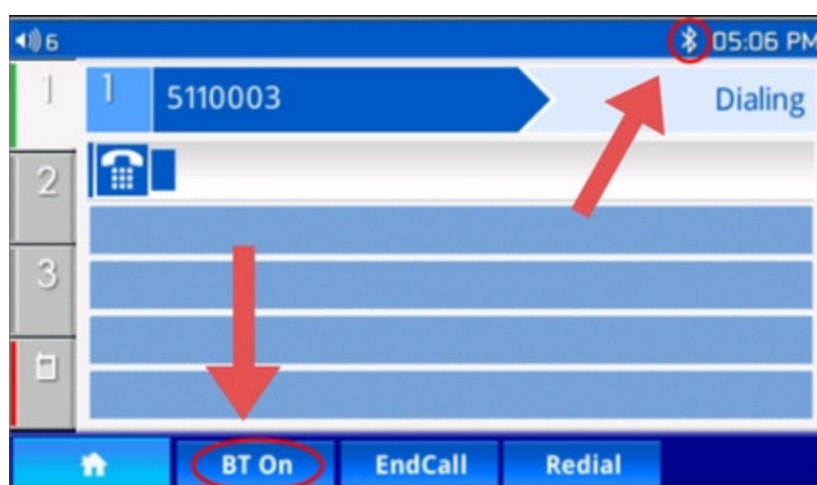 6 05:06 PM
1 1 5110003 Dialing
2
3
BT On EndCall Redial